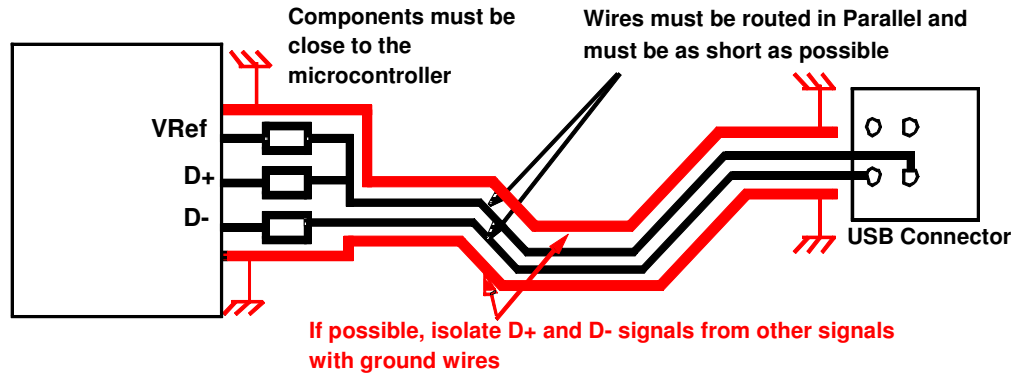 Components must be
close to the
microcontroller
Wires must be routed in Parallel and
must be as short as possible
VRef
D+
D-
USB Connector
If possible, isolate D+ and D- signals from other signals
with ground wires